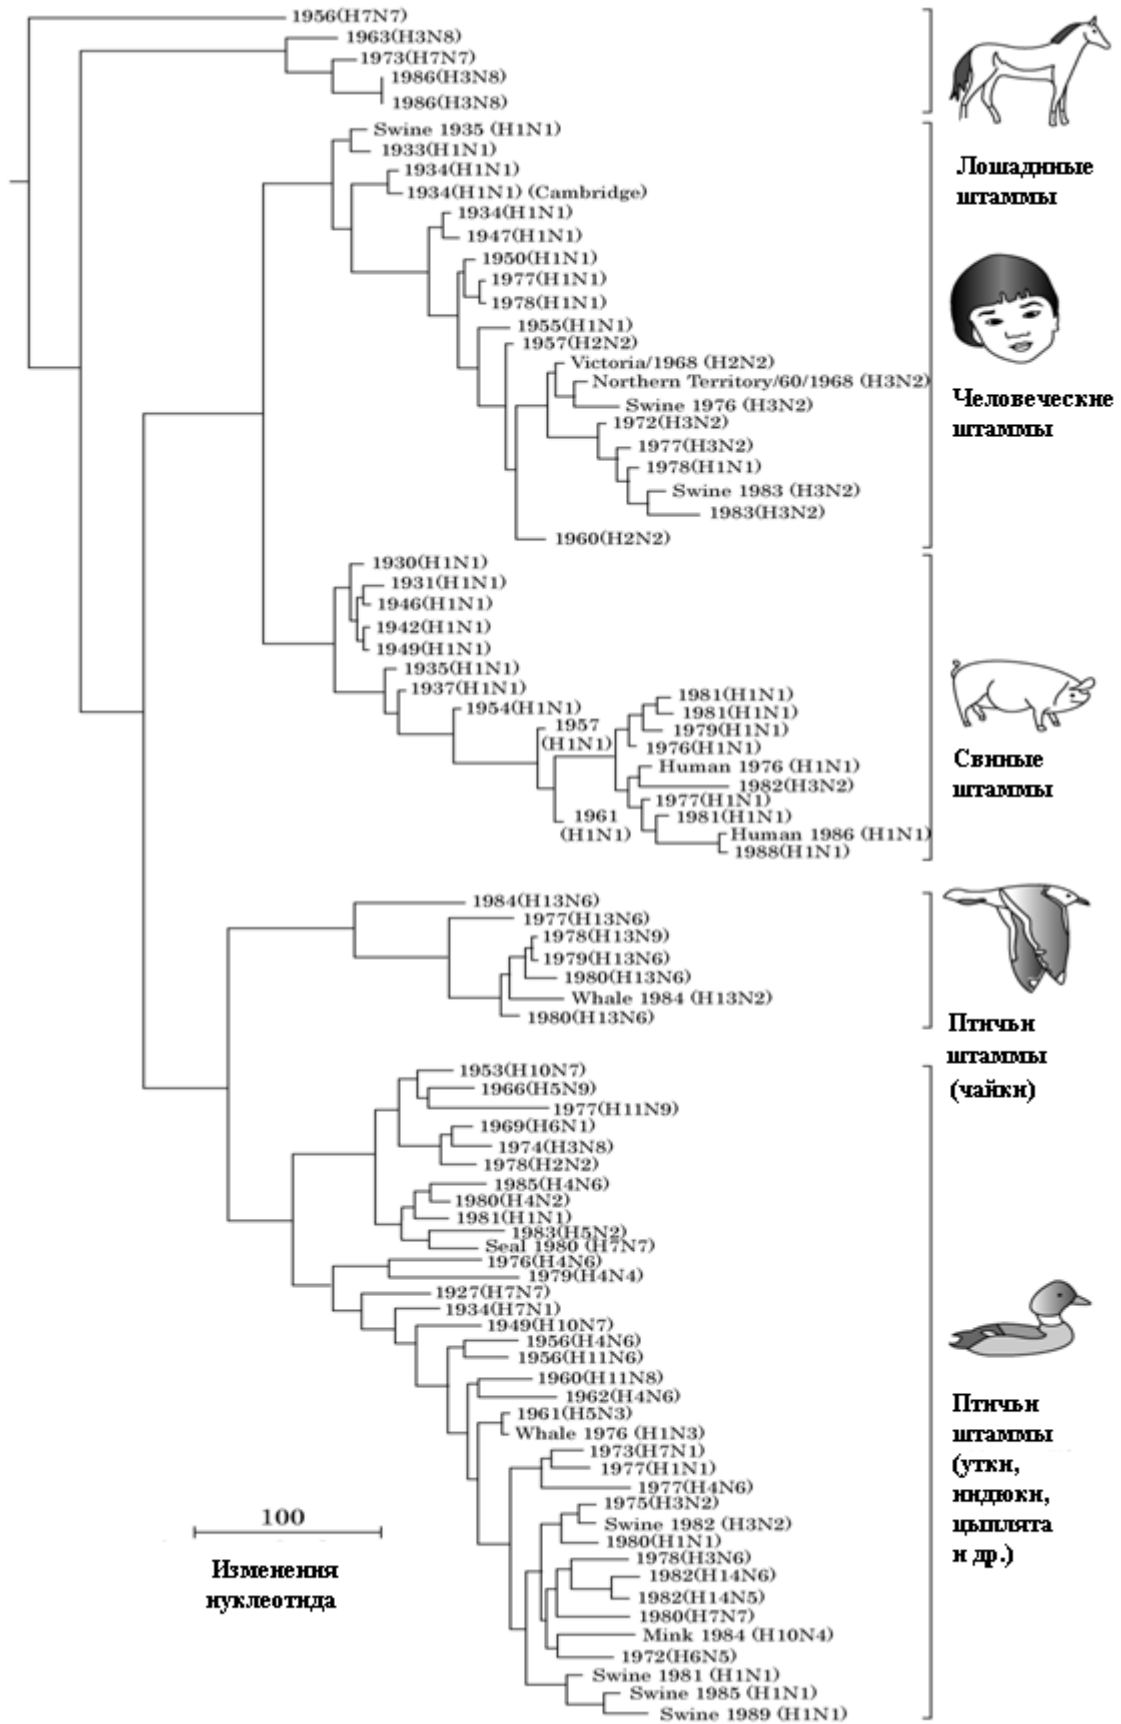 1956(H7N7)
1963(H3N8)
1973(H7N7)
1986(H3N8)
1986(H3N8)
Лошадиные
штаммы
Swine 1935 (H1N1)
1933(H1N1)
1934(H1N1)
1934(H1N1) (Cambridge)
1934(H1N1)
1947(H1N1)
1950(H1N1)
1977(H1N1)
1978(H1N1)
1955(H1N1)
1957(H2N2)
Victoria/1968 (H2N2)
Northern Territory/60/1968 (H3N2)
Swine 1976 (H3N2)
1972(H3N2)
1977(H3N2)
1978(H1N1)
Swine 1983 (H3N2)
1983(H3N2)
1960(H2N2)
Человеческие
штаммы
1930(H1N1)
1931(H1N1)
1946(H1N1)
1942(H1N1)
1949(H1N1)
1935(H1N1)
1937(H1N1)
1954(H1N1)
1957
(H1N1)
1981(H1N1)
1981(H1N1)
1979(H1N1)
1976(H1N1)
Human 1976 (H1N1)
1982(H3N2)
1977(H1N1)
1981(H1N1)
1961
(H1N1)
Human 1986 (H1N1)
1988(H1N1)
Свиные
штаммы
1984(H13N6)
1977(H13N6)
1978(H13N9)
1979(H13N6)
1980(H13N6)
Whale 1984 (H13N2)
1980(H13N6)
Птичьи
штаммы
(чайки)
1953(H10N7)
1966(H5N9)
1977(H11N9)
1969(H6N1)
1974(H3N8)
1978(H2N2)
1985(H4N6)
1980(H4N2)
1981(H1N1)
1983(H5N2)
Seal 1980 (H7N7)
1976(H4N6)
1979(H4N4)
1927(H7N7)
1934(H7N1)
1949(H10N7)
1956(H4N6)
1956(H11N6)
1960(H11N8)
1962(H4N6)
1961(H5N3)
Whale 1976 (H1N3)
1973(H7N1)
1977(H1N1)
1977(H4N6)
1975(H3N2)
Swine 1982 (H3N2)
1980(H1N1)
1978(H3N6)
1982(H14N6)
1982(H14N5)
1980(H7N7)
Mink 1984 (H10N4)
1972(H6N5)
Swine 1981 (H1N1)
Swine 1985 (H1N1)
Swine 1989 (H1N1)
Птичьи
штаммы
(утки,
индюки,
цыплята
и др.)
100
Изменения
нуклеотида